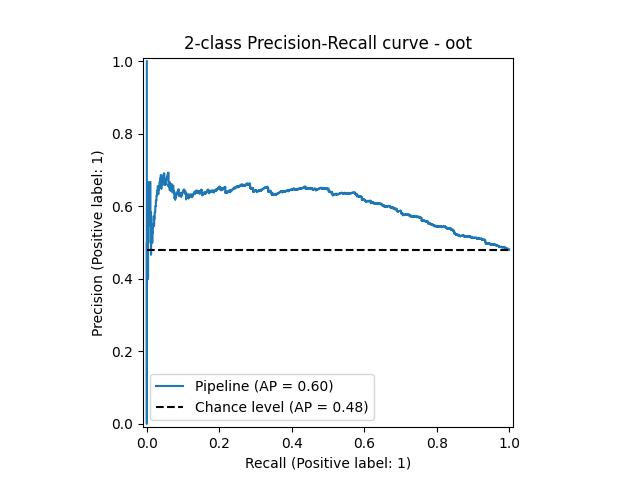 2-class Precision-Recall curve - oot
1.0
0.8
0.6
0.4
0.2
0.0
Precision (Positive label: 1)
Pipeline (AP = 0.60)
Chance level (AP = 0.48)
0.0 0.2 0.4 0.6 0.8 1.0
Recall (Positive label: 1)